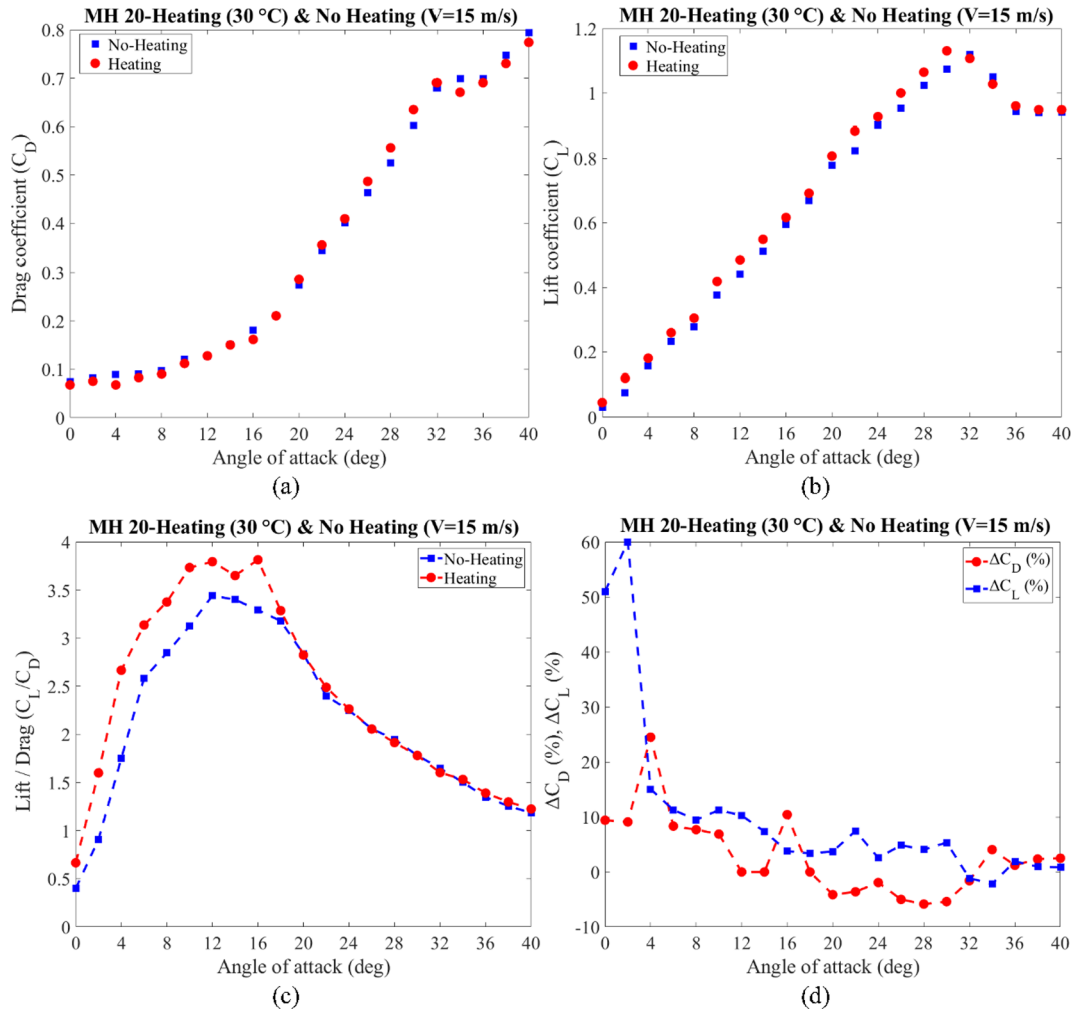 MH 20-Heating (30 °C) & No Heating (V=15 m/s)
No-Heating
Heating
Drag coefficient (C_D)
0.8
0.7
0.6
0.5
0.4
0.3
0.2
0.1
0
0 4 8 12 16 20 24 28 32 36 40
Angle of attack (deg)
(a)
MH 20-Heating (30 °C) & No Heating (V=15 m/s)
No-Heating
Heating
Lift coefficient (C_L)
1.2
1
0.8
0.6
0.4
0.2
0
0 4 8 12 16 20 24 28 32 36 40
Angle of attack (deg)
(b)
MH 20-Heating (30 °C) & No Heating (V=15 m/s)
No-Heating
Heating
Lift / Drag (C_L/C_D)
4
3.5
3
2.5
2
1.5
1
0.5
0
0 4 8 12 16 20 24 28 32 36 40
Angle of attack (deg)
(c)
MH 20-Heating (30 °C) & No Heating (V=15 m/s)
ΔC_D (%)
ΔC_L (%)
ΔC_D (%), ΔC_L (%)
60
50
40
30
20
10
0
-10
0 4 8 12 16 20 24 28 32 36 40
Angle of attack (deg)
(d)